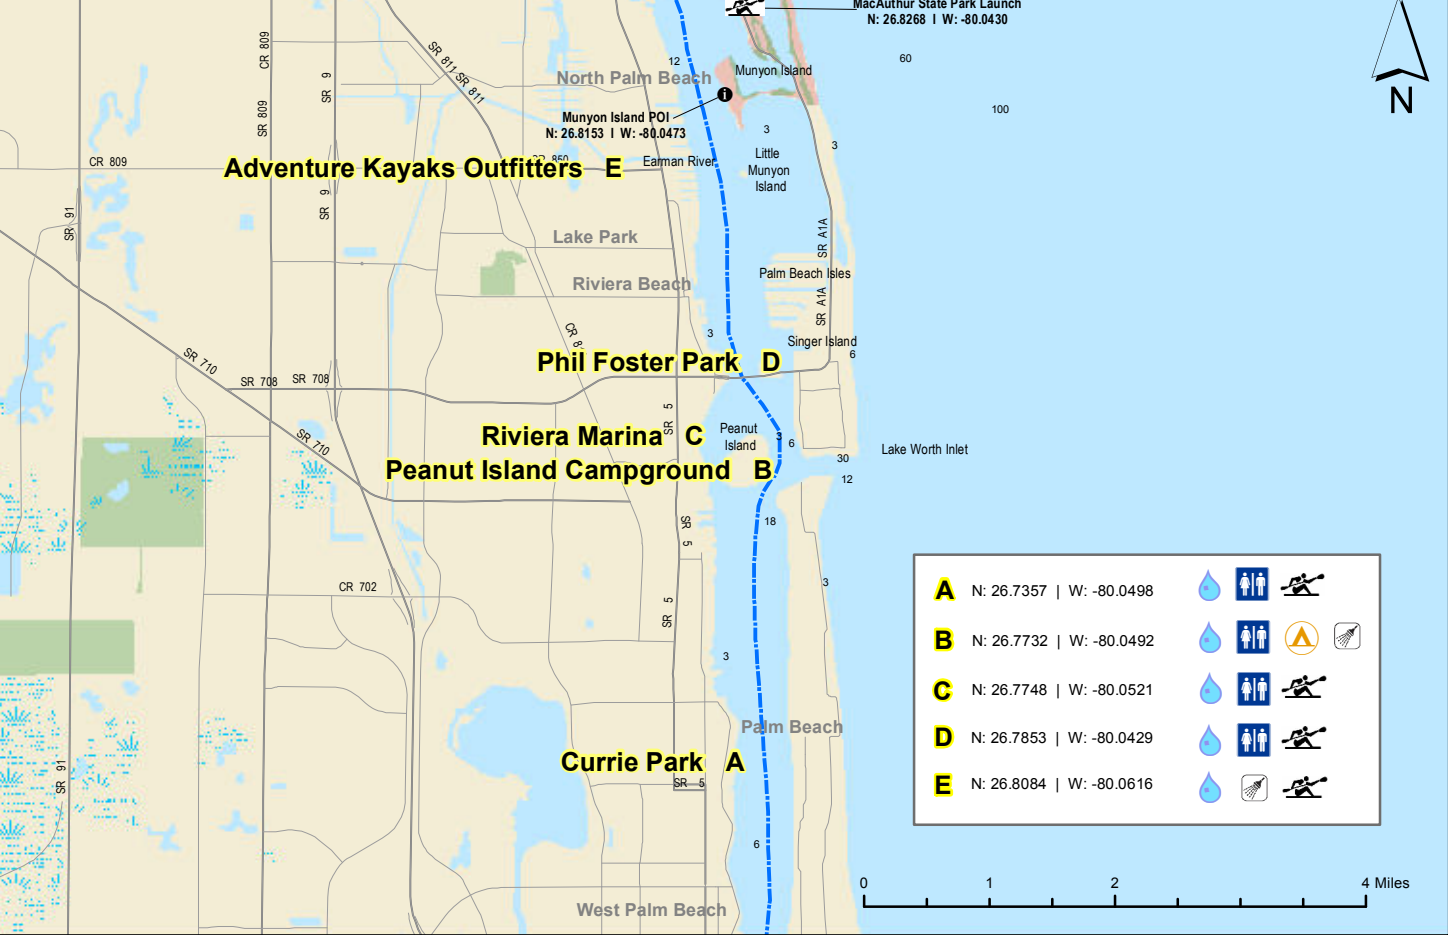 MacAuthur State Park Launch
N: 26.8268 I W: -80.0430
CR 809
SR 811
SR 811
SR 9
12
60
North Palm Beach
Munyon Island
100
N
Munyon Island POI
N: 26.8153 I W: -80.0473
SR 809
3
3
CR 809
Adventure Kayaks Outfitters E
Earman River
Little
Munyon
Island
SR 91
SR 9
SR A1A
Lake Park
Palm Beach Isles
Riviera Beach
SR A1A
3
Singer Island
6
SR 710
Phil Foster Park D
SR 708
SR 708
SR 5
SR 710
Riviera Marina C
Peanut
Island
3
6
Lake Worth Inlet
30
Peanut Island Campground B
12
18
SR 5
CR 702
3
SR 5
3
A N: 26.7357 | W: -80.0498
B N: 26.7732 | W: -80.0492
C N: 26.7748 | W: -80.0521
D N: 26.7853 | W: -80.0429
E N: 26.8084 | W: -80.0616
Palm Beach
Currie Park A
SR 91
SR 5
6
0 1 2 4 Miles
West Palm Beach